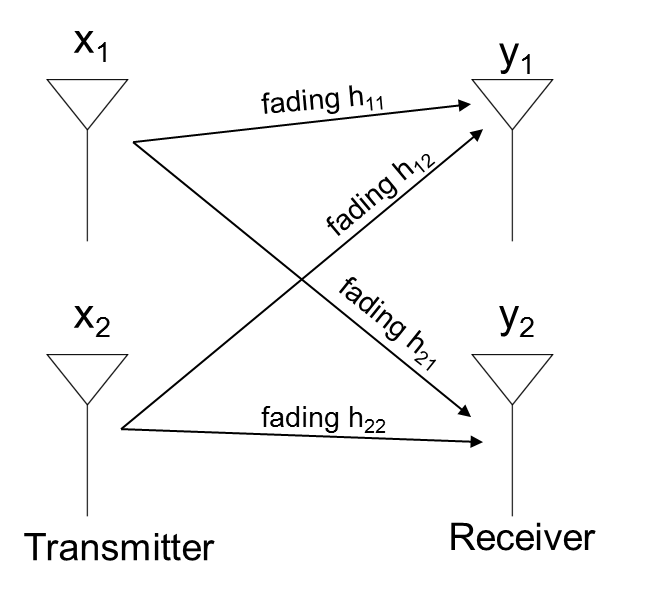 x₁
y₁
fading h₁₁
fading h₁₂
x₂
fading h₂₁
y₂
fading h₂₂
Transmitter
Receiver